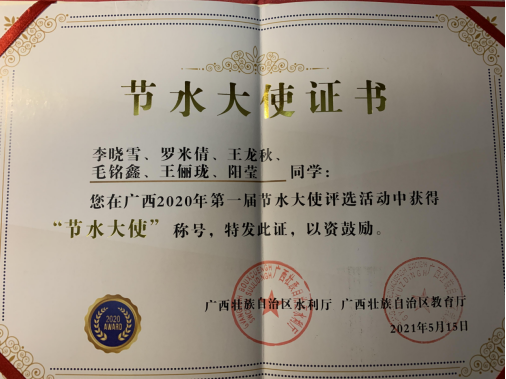 节水大使证书
李晓雪、罗米倩、王龙秋、
毛铭鑫、王俪珑、阳莹 同学：
您在广西2020年第一届节水大使评选活动中获得
“节水大使”称号，特发此证，以资鼓励。
2020
AWARD
广西壮族自治区水利厅 广西壮族自治区教育厅
2021年5月15日